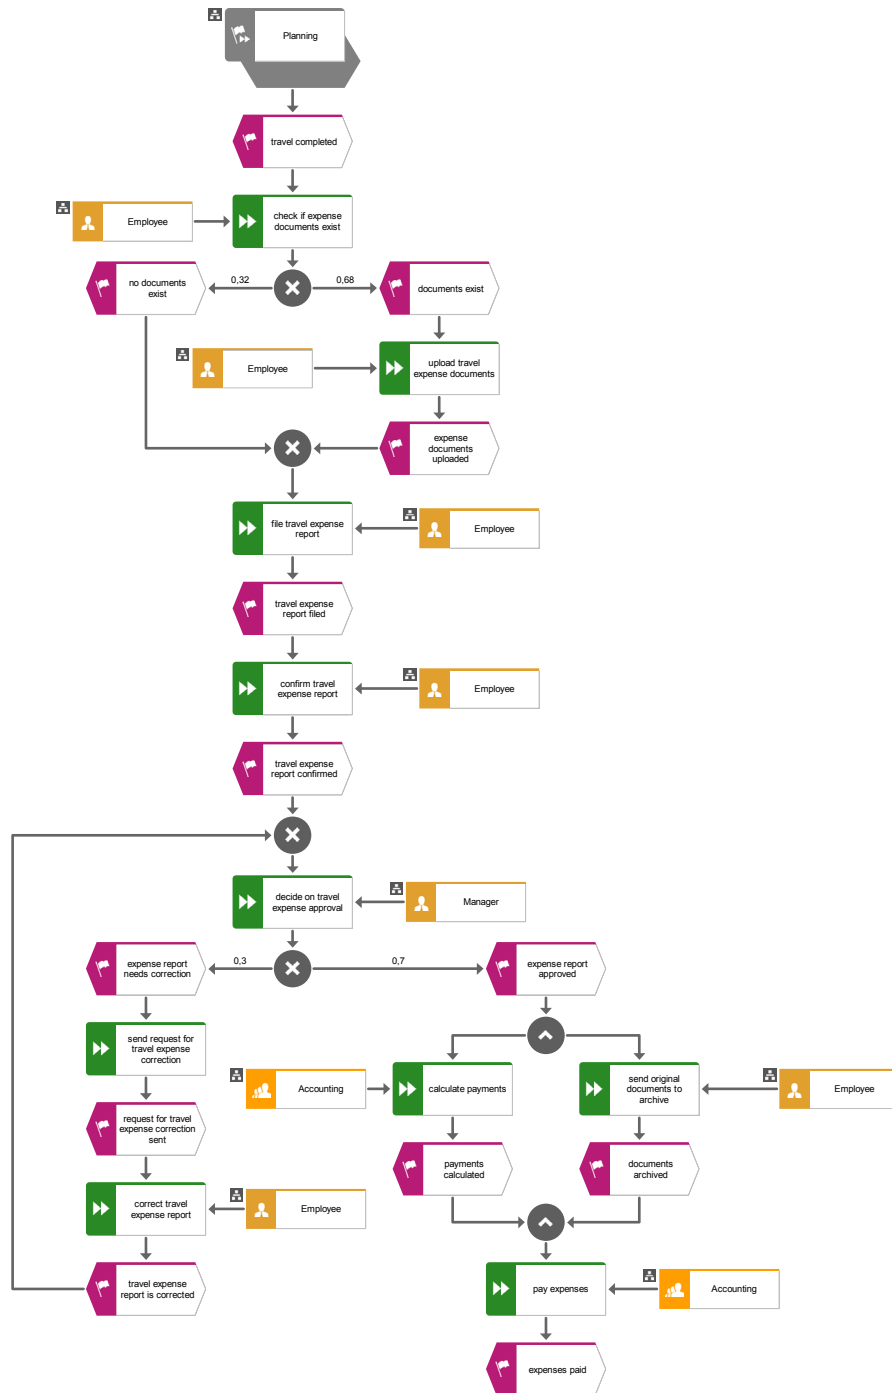 Planning
travel completed
Employee
check if expense
documents exist
no documents
exist
0,32
0,68
documents exist
Employee
upload travel
expense documents
expense
documents
uploaded
file travel expense
report
Employee
travel expense
report filed
confirm travel
expense report
Employee
travel expense
report confirmed
decide on travel
expense approval
Manager
expense report
needs correction
0,3
0,7
expense report
approved
send request for
travel expense
correction
Accounting
calculate payments
send original
documents to
archive
Employee
request for travel
expense correction
sent
payments
calculated
documents
archived
correct travel
expense report
Employee
travel expense
report is corrected
pay expenses
Accounting
expenses paid